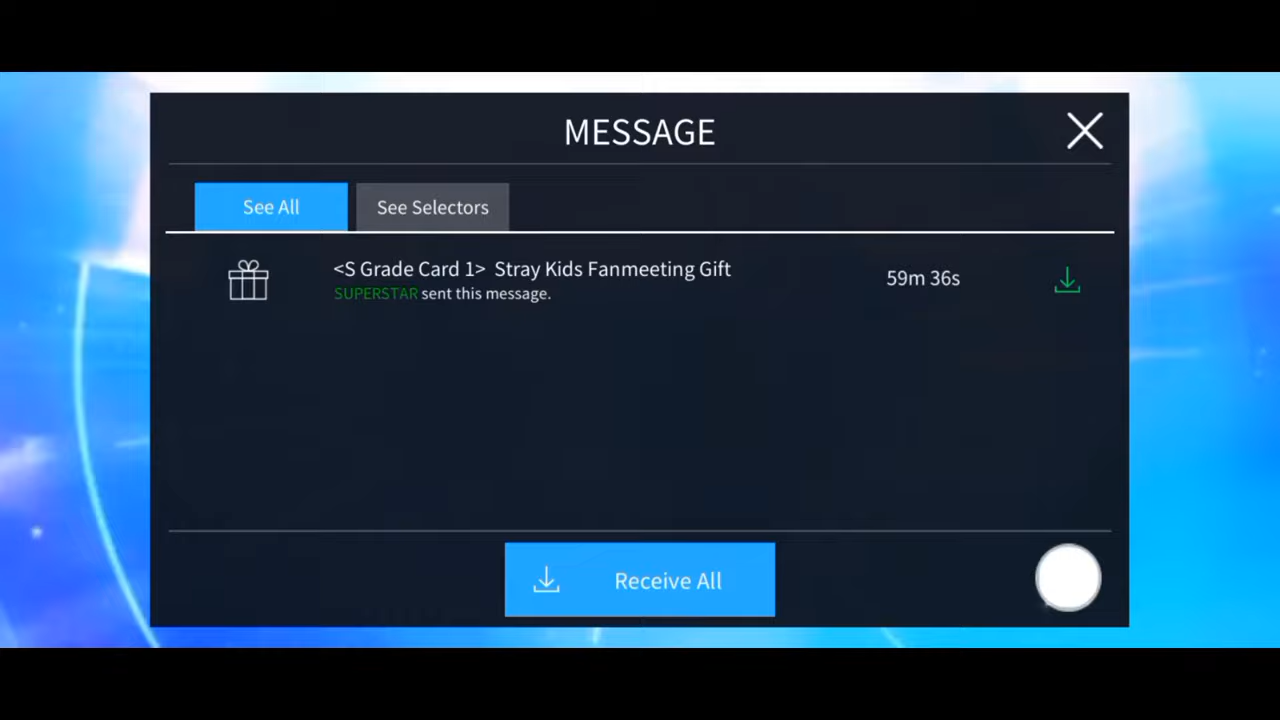 MESSAGE
See All
See Selectors
<S Grade Card 1> Stray Kids Fanmeeting Gift
59m 36s
SUPERSTAR sent this message.
Receive All